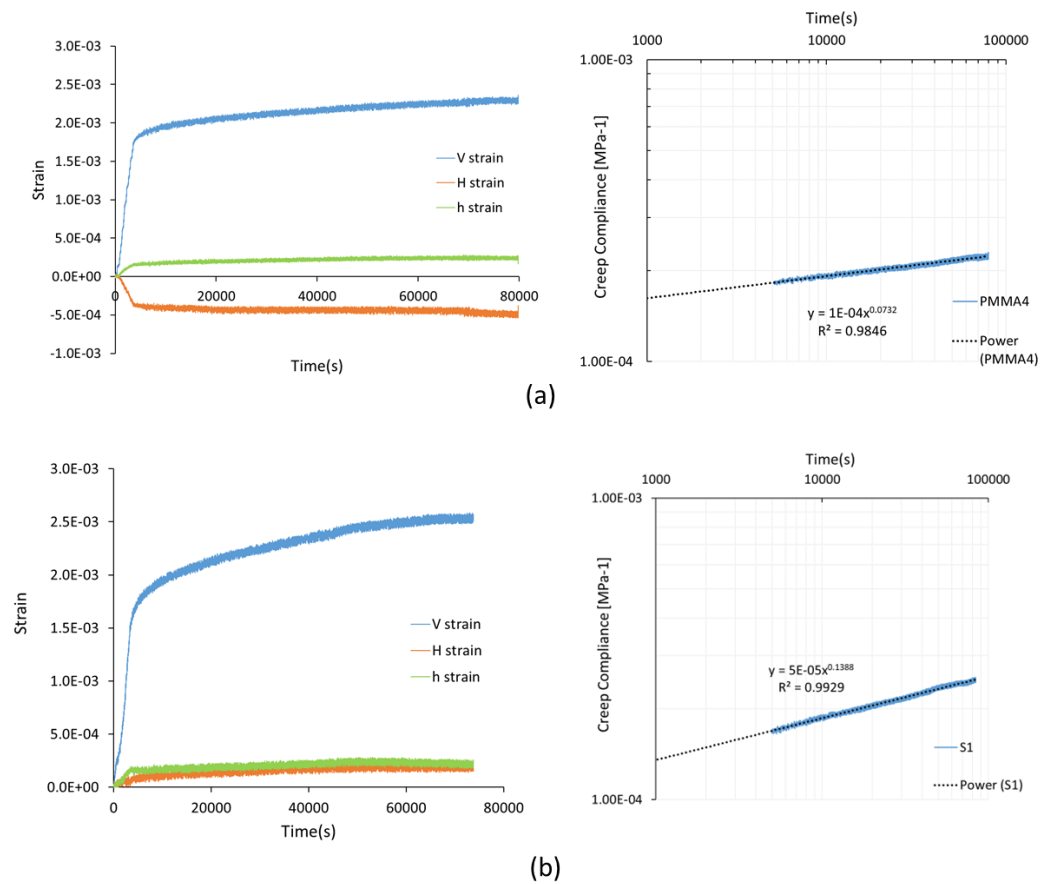 3.0E-03
2.5E-03
2.0E-03
1.5E-03
1.0E-03
5.0E-04
0.0E+00
-5.0E-04
-1.0E-03
Strain
0
20000
40000
60000
80000
Time(s)
V strain
H strain
h strain
Time(s)
1000
10000
100000
1.00E-03
1.00E-04
Creep Compliance [MPa-1]
y = 1E-04x^0.0732
R² = 0.9846
PMMA4
Power
(PMMA4)
(a)
3.0E-03
2.5E-03
2.0E-03
1.5E-03
1.0E-03
5.0E-04
0.0E+00
Strain
0
20000
40000
60000
80000
Time(s)
V strain
H strain
h strain
Time(s)
1000
10000
100000
1.00E-03
1.00E-04
Creep Compliance [MPa-1]
y = 5E-05x^0.1388
R² = 0.9929
S1
Power (S1)
(b)